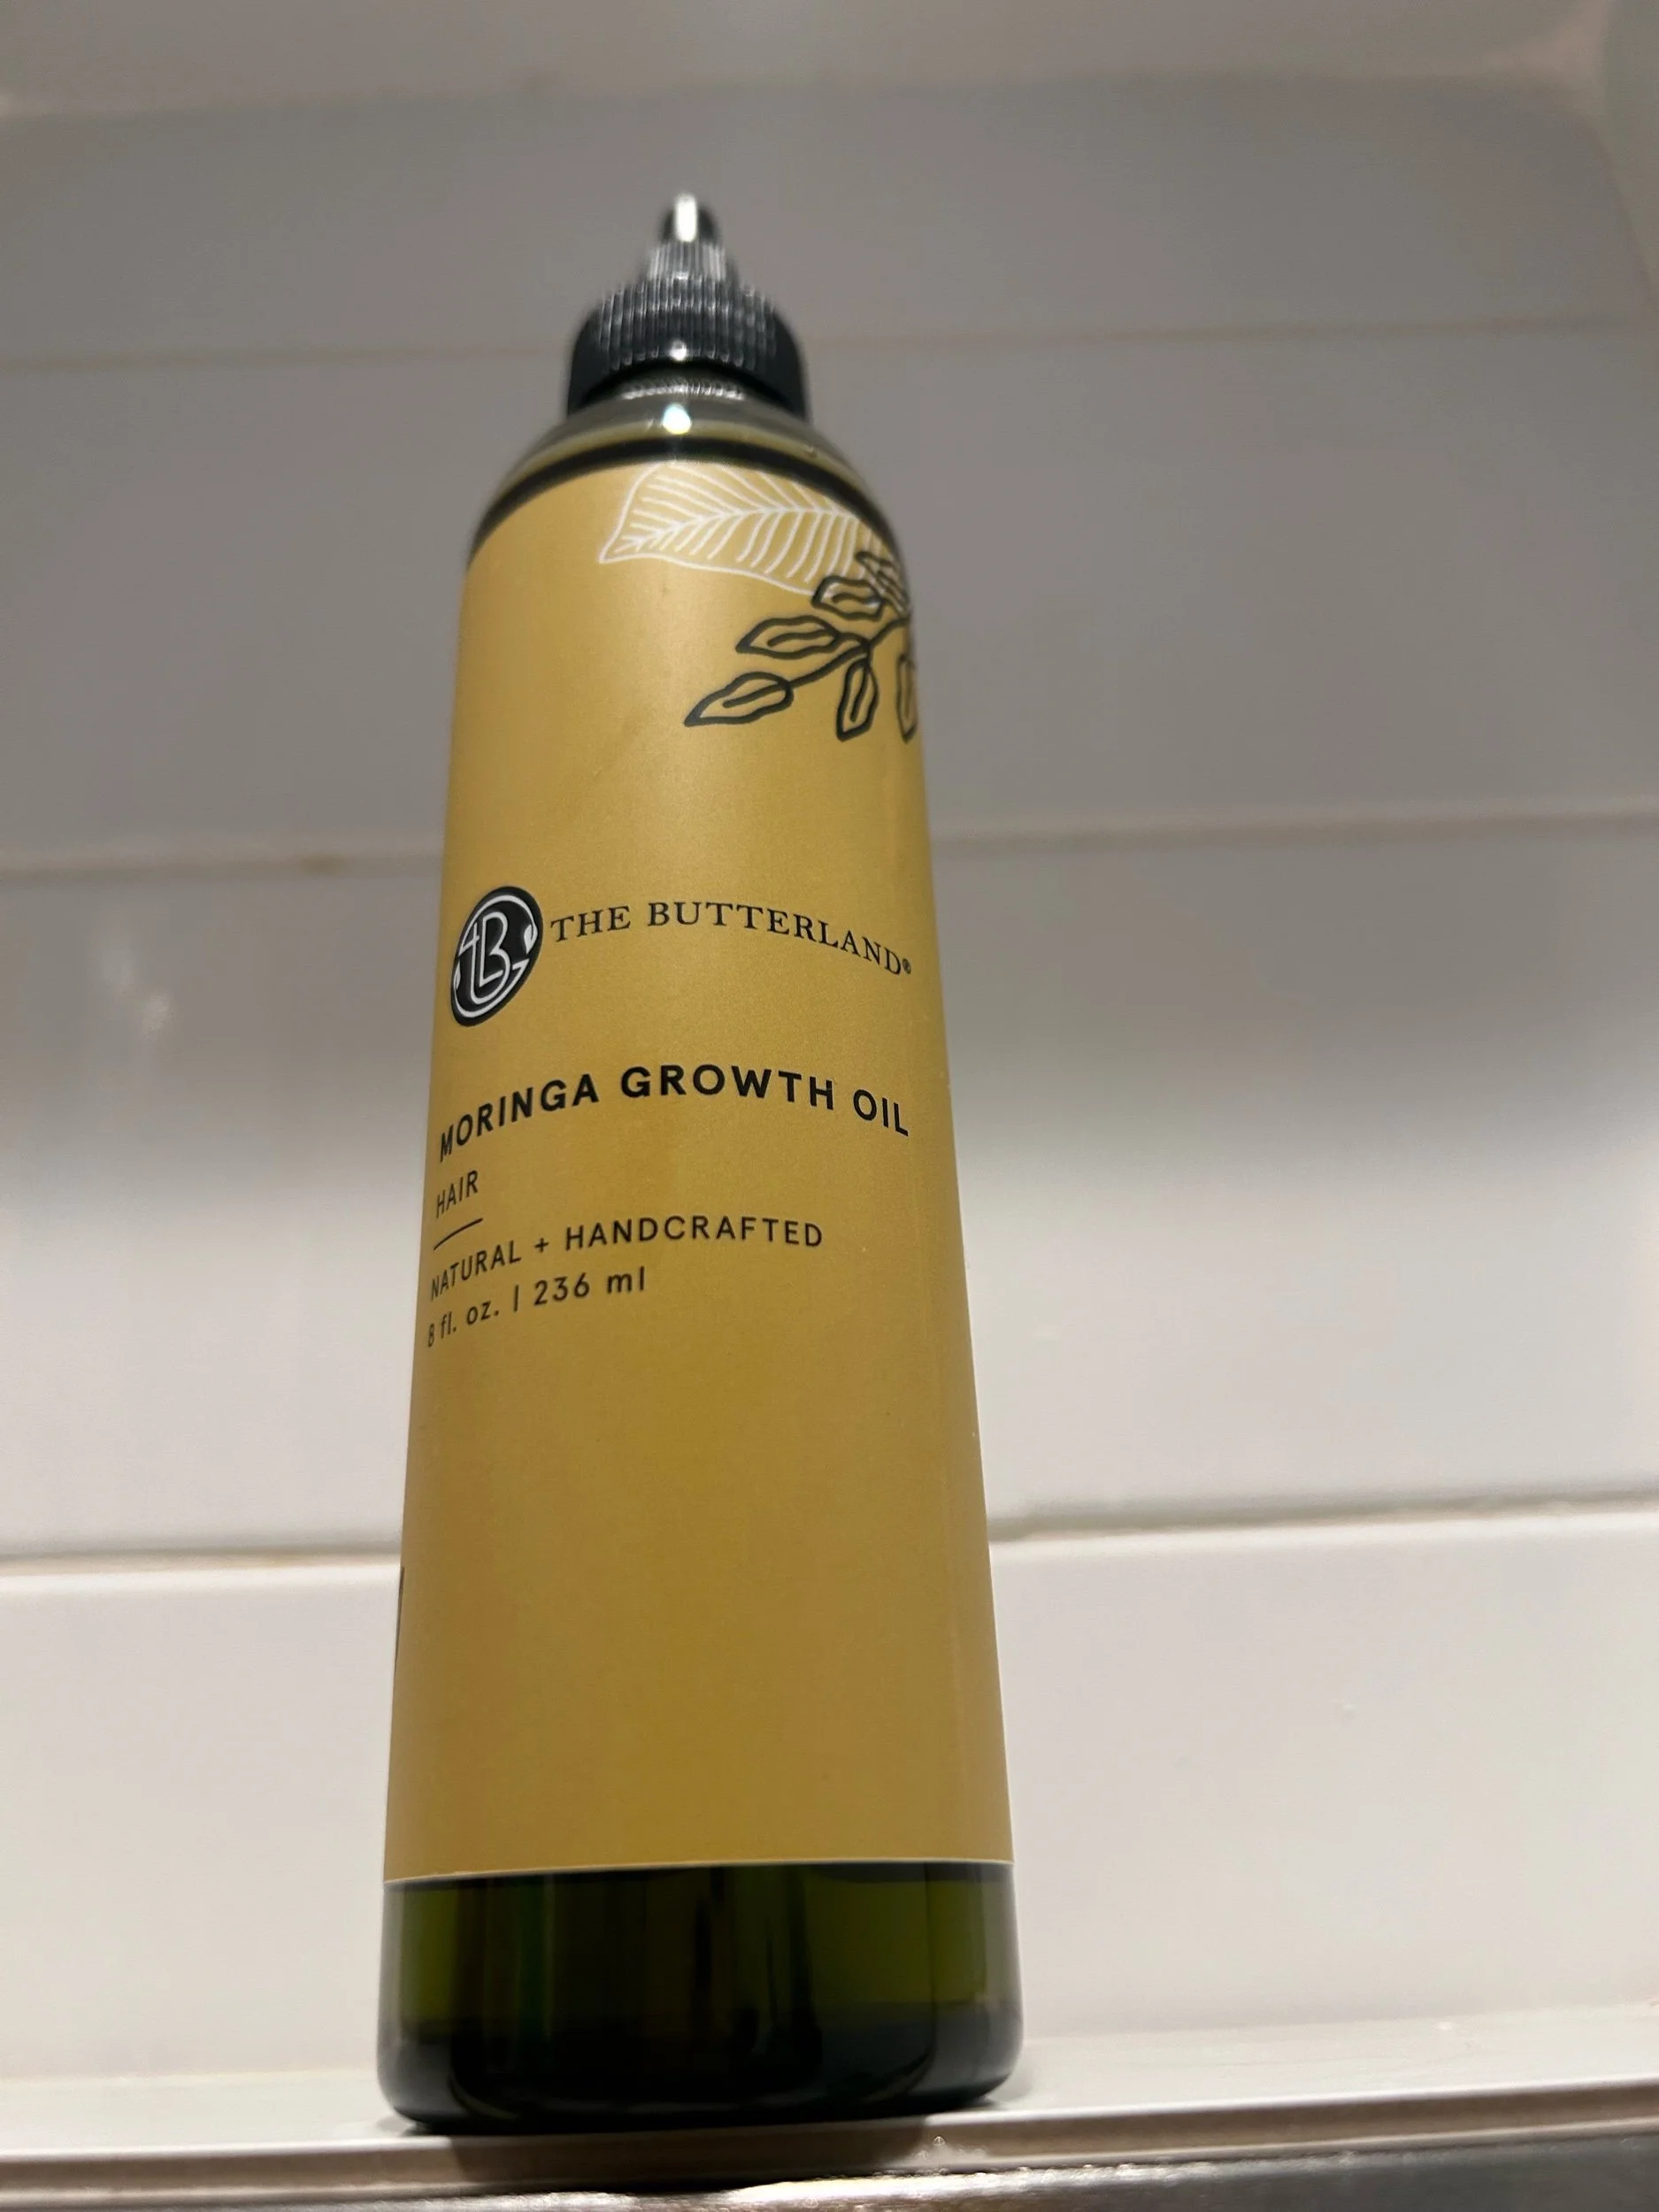 THE BUTTERLAND®
MORINGA GROWTH OIL
HAIR
NATURAL + HANDCRAFTED
8 fl. oz. | 236 ml